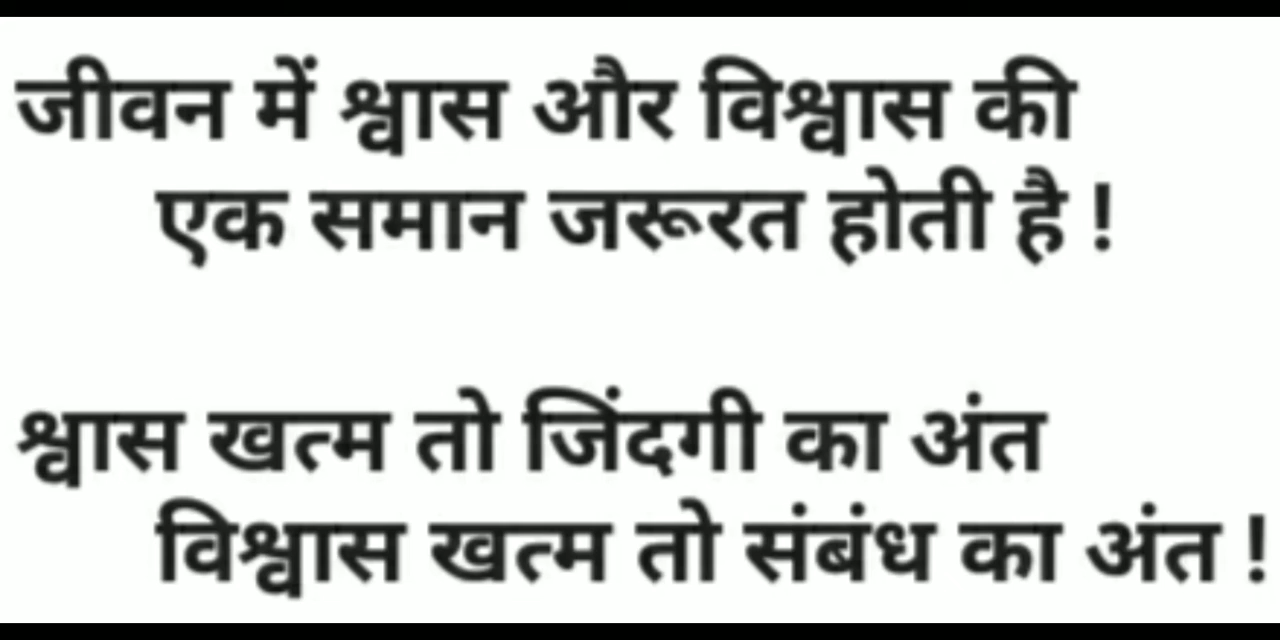 जीवन में श्वास और विश्वास की
एक समान जरूरत होती है !
श्वास खत्म तो जिंदगी का अंत
विश्वास खत्म तो संबंध का अंत !